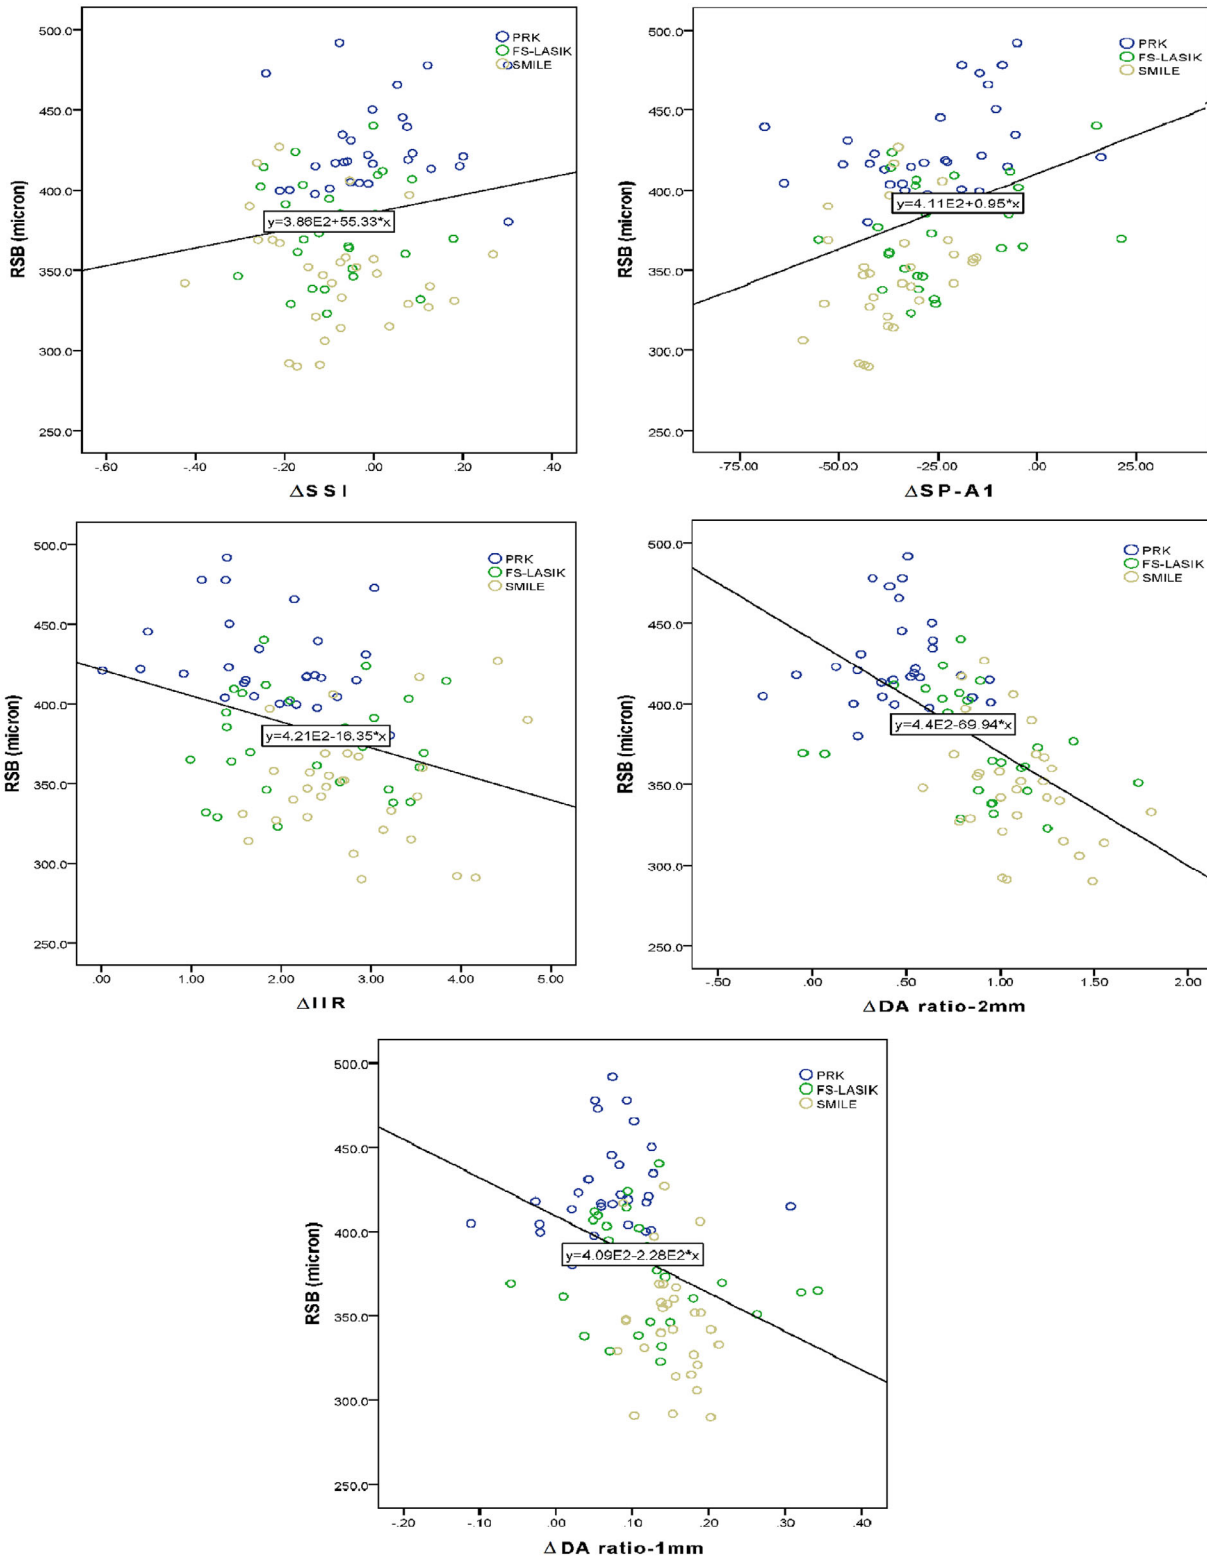 500.0
450.0
400.0
350.0
300.0
250.0
RSB (micron)
PRK
FS-LASIK
SMILE
y=3.86E2+55.33*x
-.60
-.40
-.20
.00
.20
.40
ΔSSI
500.0
450.0
400.0
350.0
300.0
250.0
RSB (micron)
PRK
FS-LASIK
SMILE
y=4.11E2+0.95*x
-75.00
-50.00
-25.00
.00
25.00
ΔSP-A1
500.0
450.0
400.0
350.0
300.0
250.0
RSB (micron)
PRK
FS-LASIK
SMILE
y=4.21E2-16.35*x
.00
1.00
2.00
3.00
4.00
5.00
ΔIIR
500.0
450.0
400.0
350.0
300.0
250.0
RSB (micron)
PRK
FS-LASIK
SMILE
y=4.4E2-69.94*x
-.50
.00
.50
1.00
1.50
2.00
ΔDA ratio-2mm
500.0
450.0
400.0
350.0
300.0
250.0
RSB (micron)
PRK
FS-LASIK
SMILE
y=4.09E2-2.28E2*x
-.20
-.10
.00
.10
.20
.30
.40
ΔDA ratio-1mm